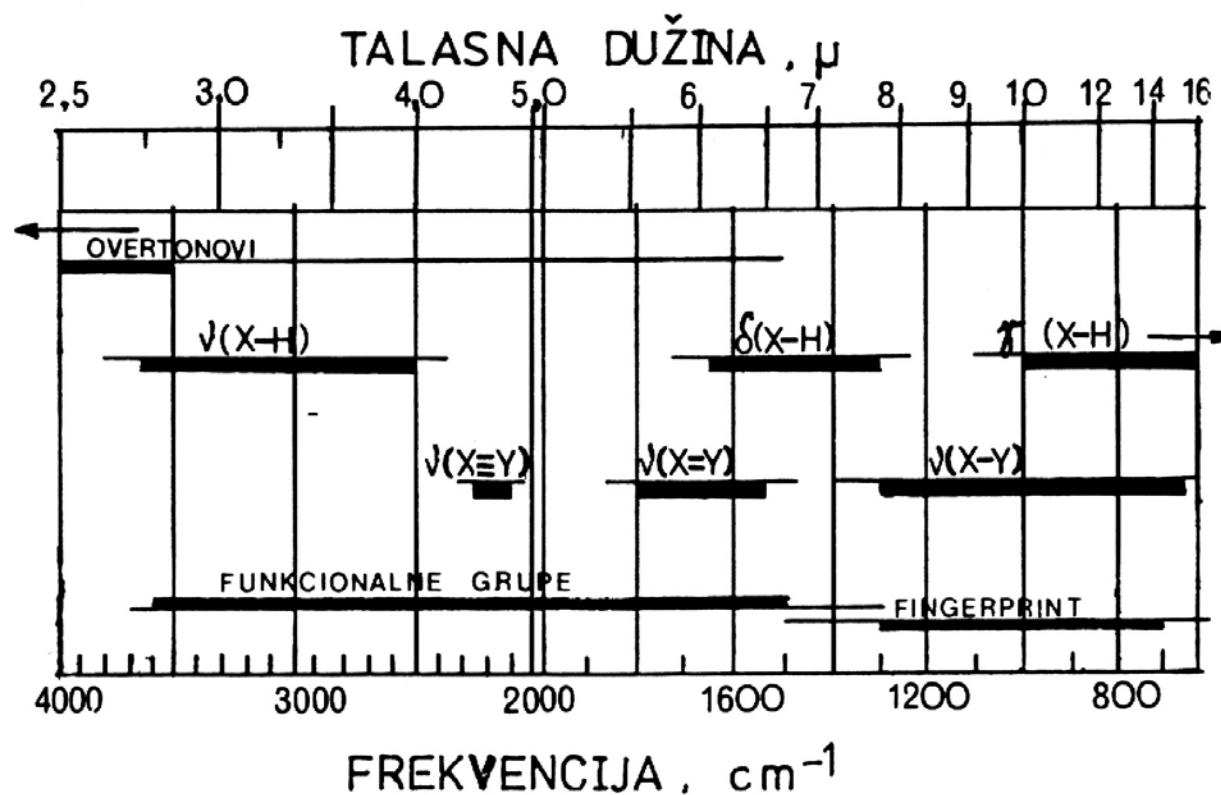 TALASNA DUŽINA, μ
2,5 3,0 4,0 5,0 6 7 8 9 10 12 14 16
OVERTONOVI
ν(X-H) δ(X-H) γ (X-H)
ν(X≡Y) ν(X=Y) ν(X-Y)
FUNKCIONALNE GRUPE
FINGERPRINT
4000 3000 2000 1600 1200 800
FREKVENCIJA, cm⁻¹